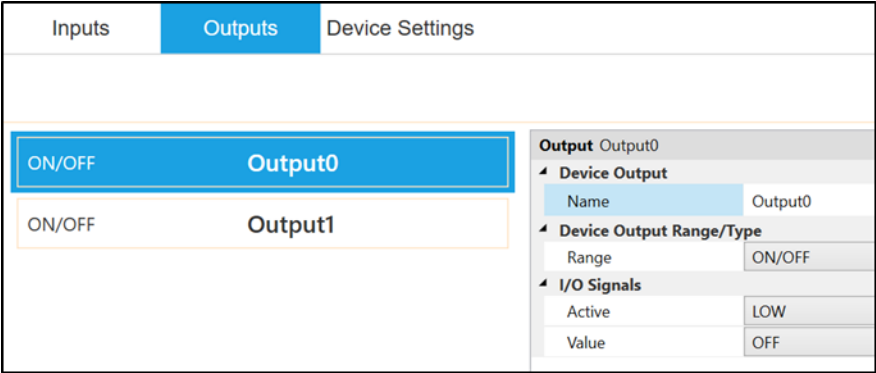 Inputs Outputs Device Settings
ON/OFF Output0
ON/OFF Output1
Output Output0
Device Output
Name Output0
Device Output Range/Type
Range ON/OFF
I/O Signals
Active LOW
Value OFF